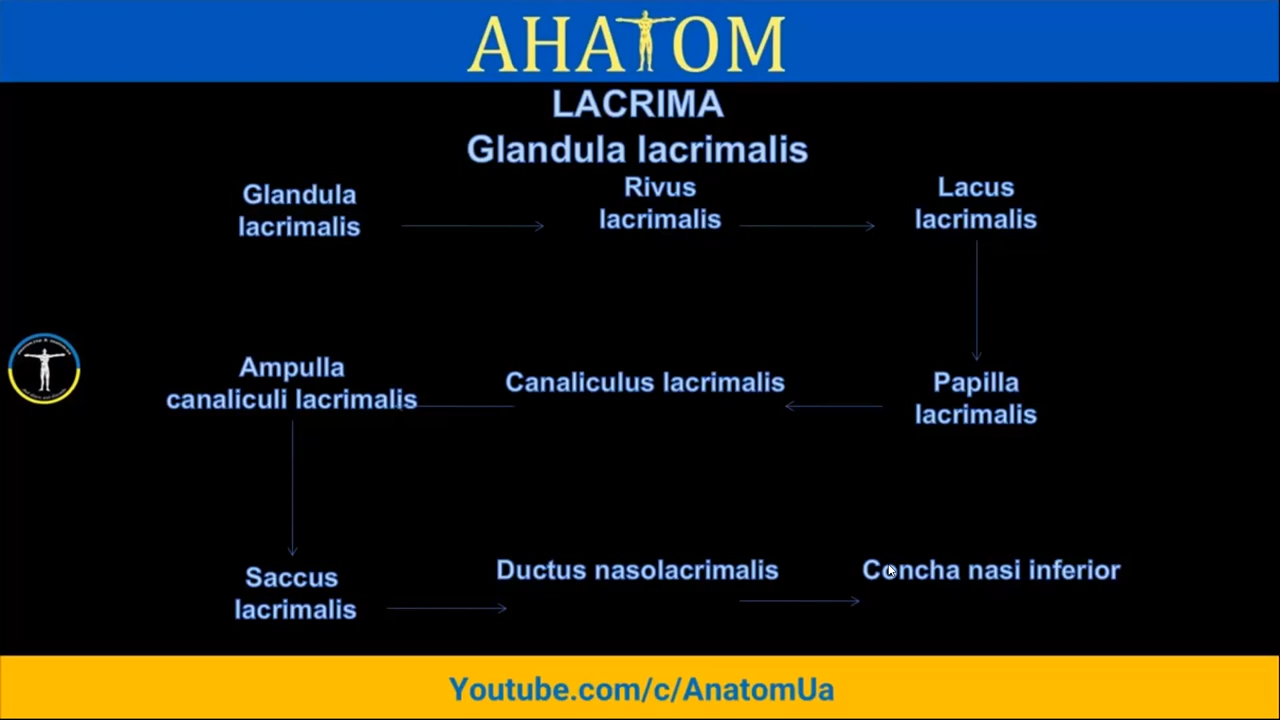 АНАТОМ
LACRIMA
Glandula lacrimalis
Glandula
lacrimalis
Rivus
lacrimalis
Lacus
lacrimalis
Ampulla
canaliculi lacrimalis
Canaliculus lacrimalis
Papilla
lacrimalis
Saccus
lacrimalis
Ductus nasolacrimalis
Concha nasi inferior
Youtube.com/c/AnatomUa